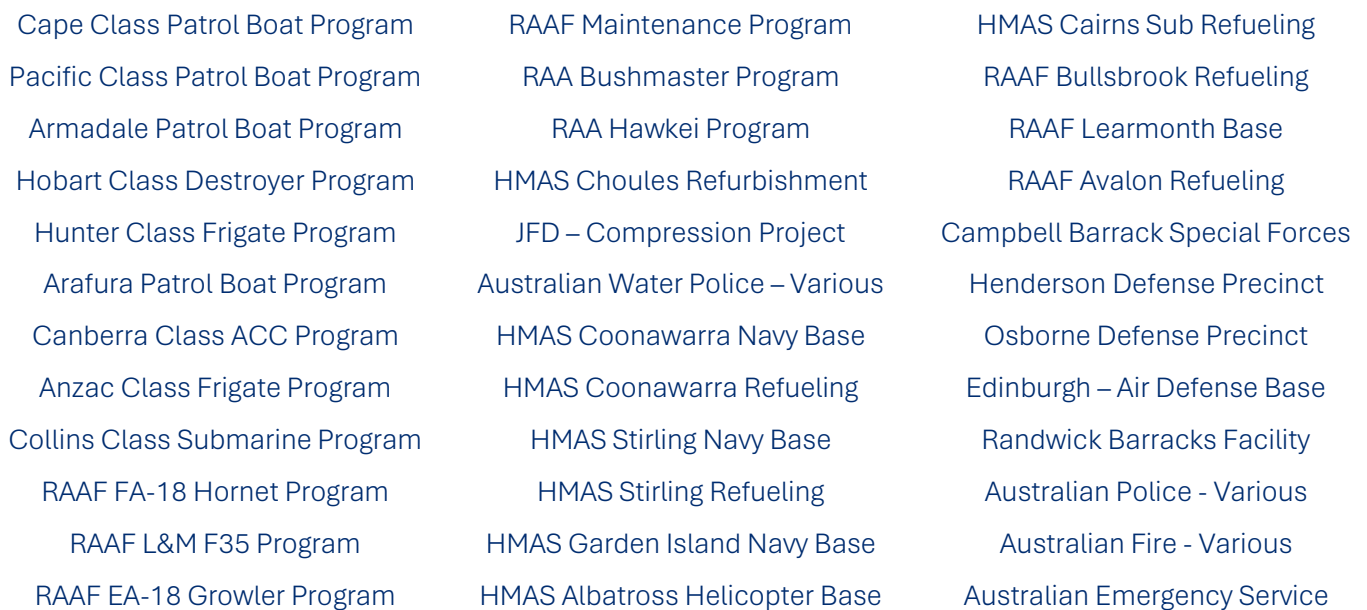 Cape Class Patrol Boat Program
Pacific Class Patrol Boat Program
Armadale Patrol Boat Program
Hobart Class Destroyer Program
Hunter Class Frigate Program
Arafura Patrol Boat Program
Canberra Class ACC Program
Anzac Class Frigate Program
Collins Class Submarine Program
RAAF FA-18 Hornet Program
RAAF L&M F35 Program
RAAF EA-18 Growler Program
RAAF Maintenance Program
RAA Bushmaster Program
RAA Hawkei Program
HMAS Choules Refurbishment
JFD – Compression Project
Australian Water Police – Various
HMAS Coonawarra Navy Base
HMAS Coonawarra Refueling
HMAS Stirling Navy Base
HMAS Stirling Refueling
HMAS Garden Island Navy Base
HMAS Albatross Helicopter Base
HMAS Cairns Sub Refueling
RAAF Bullsbrook Refueling
RAAF Learmonth Base
RAAF Avalon Refueling
Campbell Barrack Special Forces
Henderson Defense Precinct
Osborne Defense Precinct
Edinburgh – Air Defense Base
Randwick Barracks Facility
Australian Police - Various
Australian Fire - Various
Australian Emergency Service